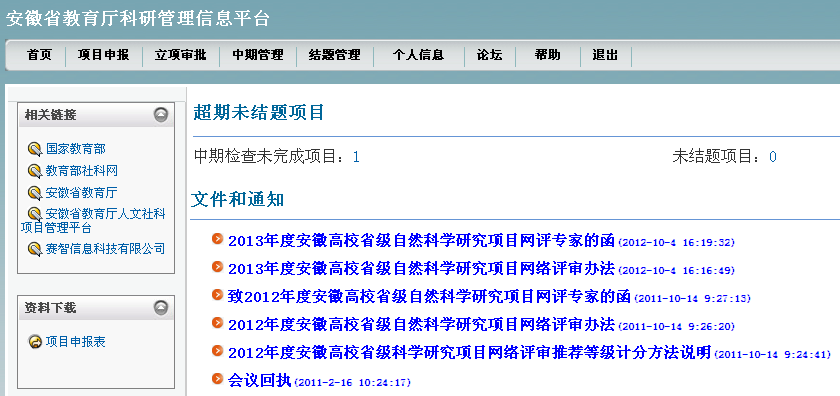 安徽省教育厅科研管理信息平台
首页 项目申报 立项审批 中期管理 结题管理 个人信息 论坛 帮助 退出
相关链接
国家教育部
教育部社科网
安徽省教育厅
安徽省教育厅人文社科
项目管理平台
赛智信息科技有限公司
资料下载
项目申报表
超期未结题项目
中期检查未完成项目：1 未结题项目：0
文件和通知
2013年度安徽高校省级自然科学研究项目网评专家的函(2012-10-4 16:19:32)
2013年度安徽高校省级自然科学研究项目网络评审办法(2012-10-4 16:16:49)
致2012年度安徽高校省级自然科学研究项目网评专家的函(2011-10-14 9:27:13)
2012年度安徽高校省级自然科学研究项目网络评审办法(2011-10-14 9:26:20)
2012年度安徽高校省级科学研究项目网络评审推荐等级计分方法说明(2011-10-14 9:24:41)
会议回执(2011-2-16 10:24:17)